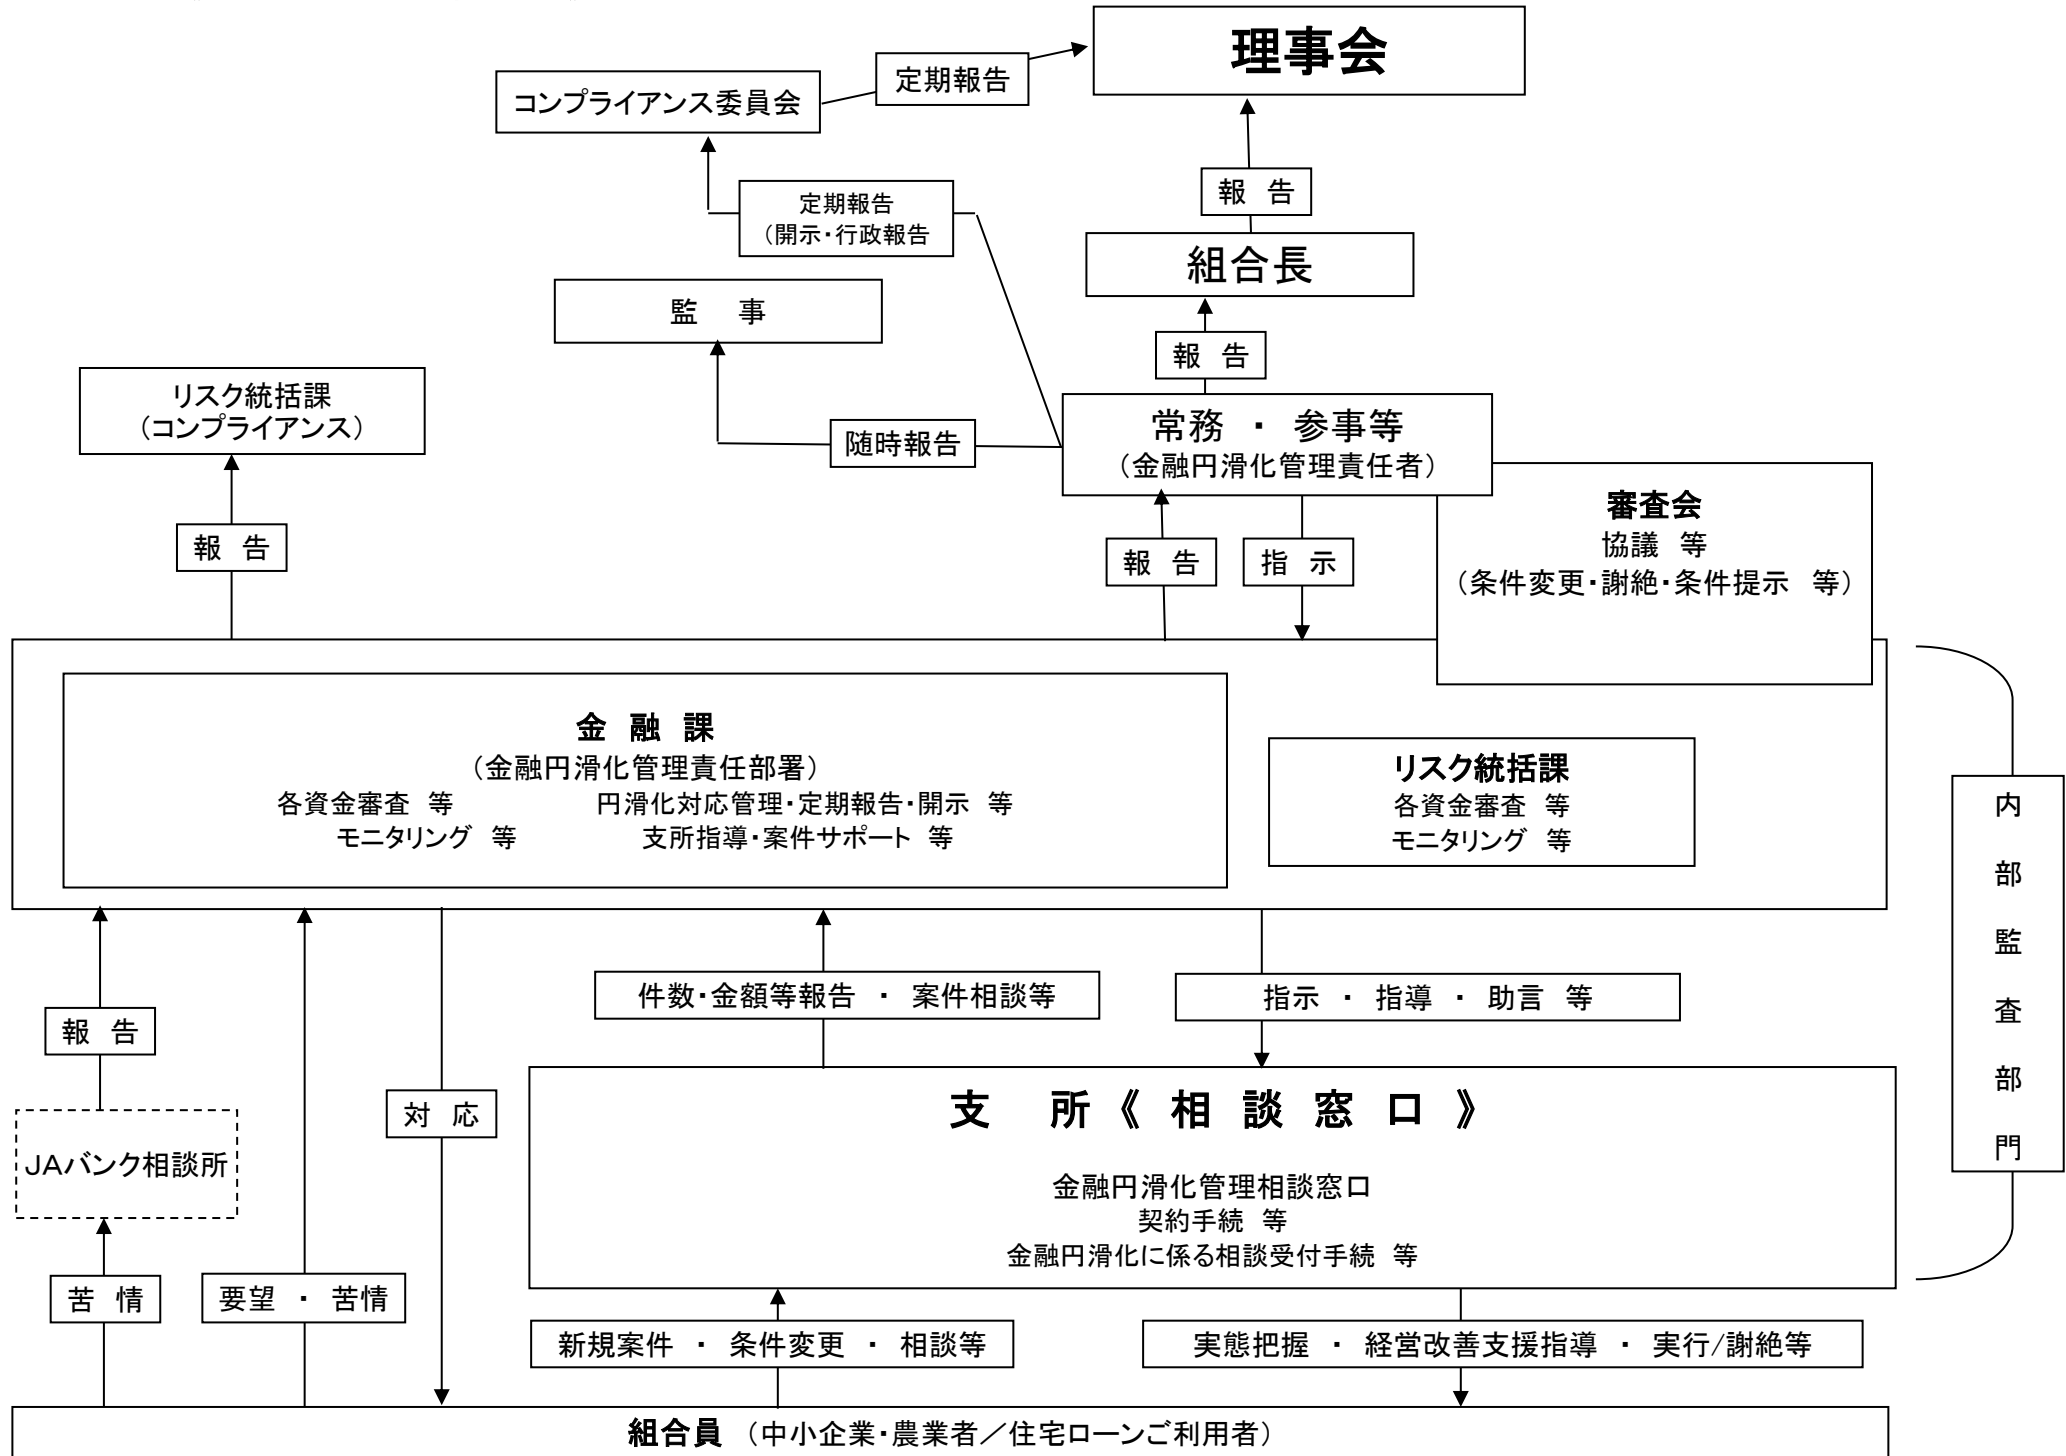 理事会
定期報告
コンプライアンス委員会
報 告
定期報告
（開示・行政報告
組合長
監 事
報 告
リスク統括課
（コンプライアンス）
常務 ・ 参事等
（金融円滑化管理責任者）
随時報告
審査会
協議 等
（条件変更・謝絶・条件提示 等）
報 告
報 告
指 示
金 融 課
（金融円滑化管理責任部署）
各資金審査 等 円滑化対応管理・定期報告・開示 等
モニタリング 等 支所指導・案件サポート 等
リスク統括課
各資金審査 等
モニタリング 等
内
部
監
査
部
門
件数・金額等報告 ・ 案件相談等
指示 ・ 指導 ・ 助言 等
報 告
対 応
支 所《 相 談 窓 口 》
金融円滑化管理相談窓口
契約手続 等
金融円滑化に係る相談受付手続 等
JAバンク相談所
苦 情
要望 ・ 苦情
新規案件 ・ 条件変更 ・ 相談等
実態把握 ・ 経営改善支援指導 ・ 実行/謝絶等
組合員 （中小企業・農業者／住宅ローンご利用者）